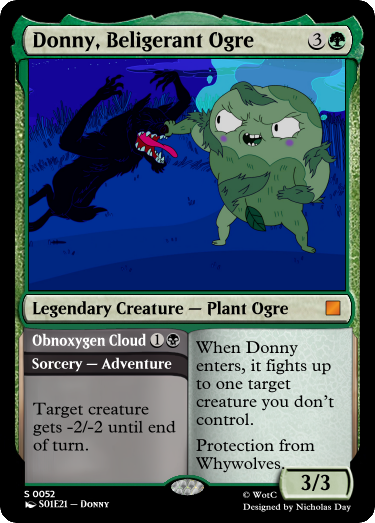 Donny, Beligerant Ogre 3
Legendary Creature — Plant Ogre
Obnoxygen Cloud 1
Sorcery — Adventure
Target creature
gets -2/-2 until end
of turn.
When Donny
enters, it fights up
to one target
creature you don't
control.
Protection from
Whywolves.
3/3
S 0052
S01E21 — Donny
© WotC
Designed by Nicholas Day